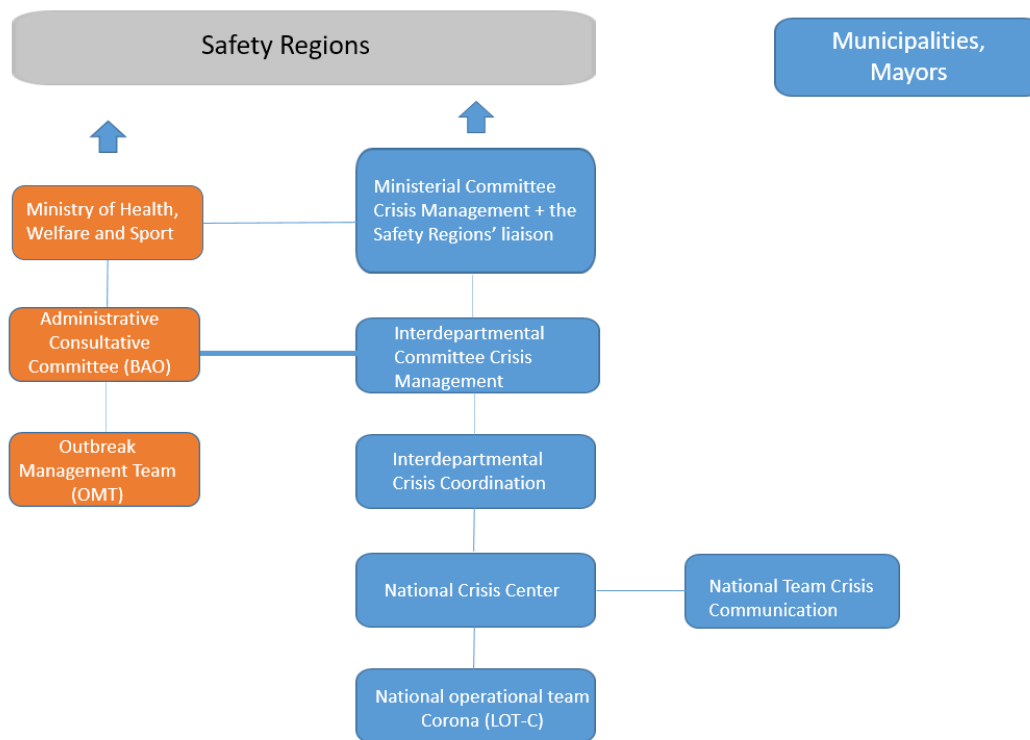 Safety Regions
Municipalities,
Mayors
Ministry of Health,
Welfare and Sport
Ministerial Committee
Crisis Management + the
Safety Regions’ liaison
Administrative
Consultative
Committee (BAO)
Interdepartmental
Committee Crisis
Management
Outbreak
Management Team
(OMT)
Interdepartmental
Crisis Coordination
National Crisis Center
National Team Crisis
Communication
National operational team
Corona (LOT-C)